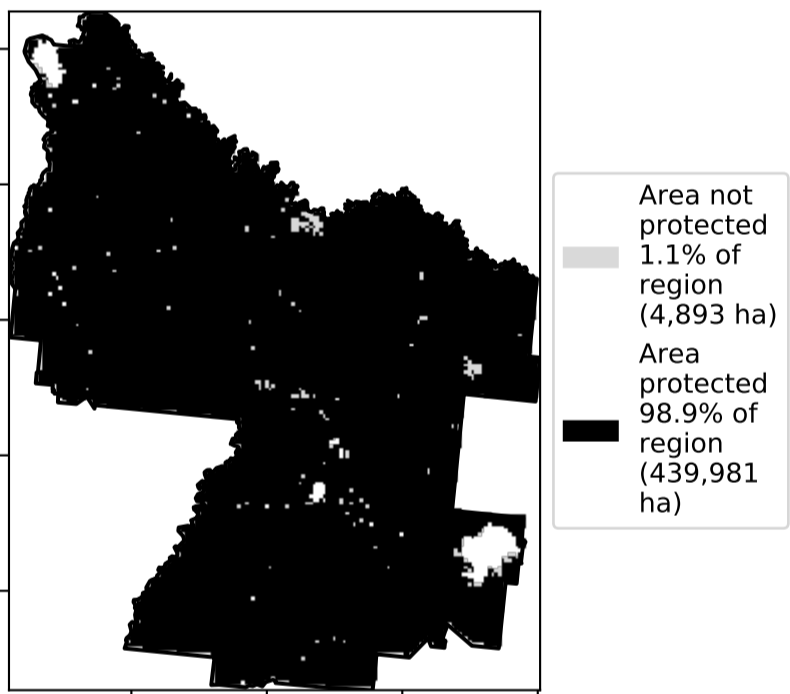 Area not
protected
1.1% of
region
(4,893 ha)
Area
protected
98.9% of
region
(439,981
ha)